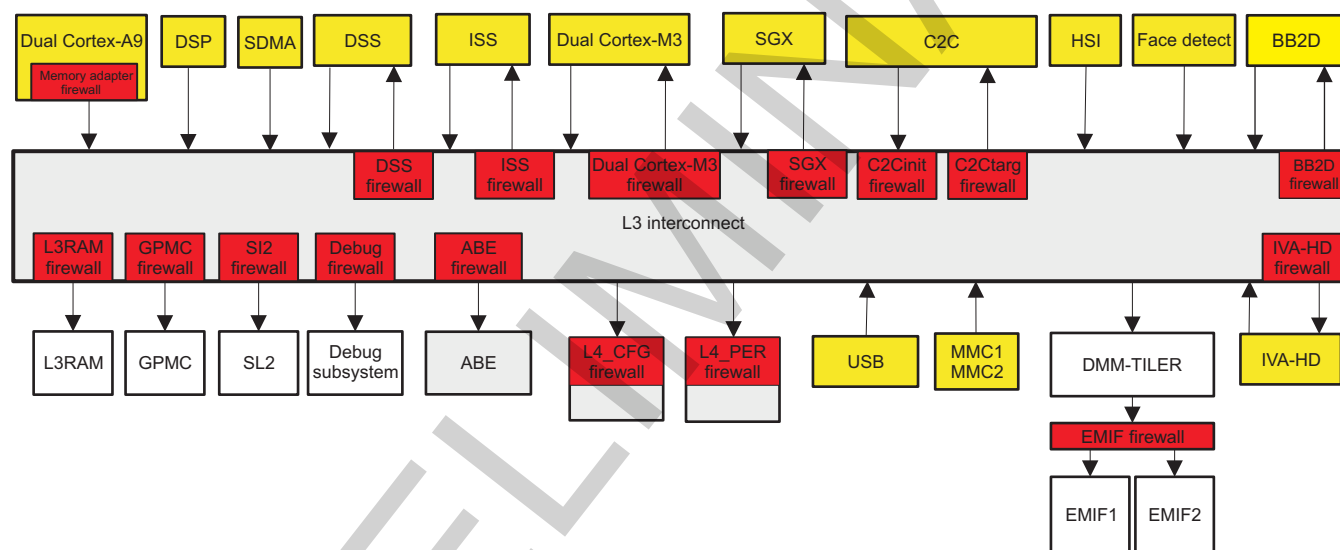 Dual Cortex-A9
Memory adapter
firewall
DSP
SDMA
DSS
ISS
Dual Cortex-M3
SGX
C2C
HSI
Face detect
BB2D
DSS
firewall
ISS
firewall
Dual Cortex-M3
firewall
SGX
firewall
C2Cinit
firewall
C2Ctarg
firewall
BB2D
firewall
L3 interconnect
L3RAM
firewall
GPMC
firewall
SI2
firewall
Debug
firewall
ABE
firewall
IVA-HD
firewall
L3RAM
GPMC
SL2
Debug
subsystem
ABE
L4_CFG
firewall
L4_PER
firewall
USB
MMC1
MMC2
DMM-TILER
IVA-HD
EMIF firewall
EMIF1
EMIF2